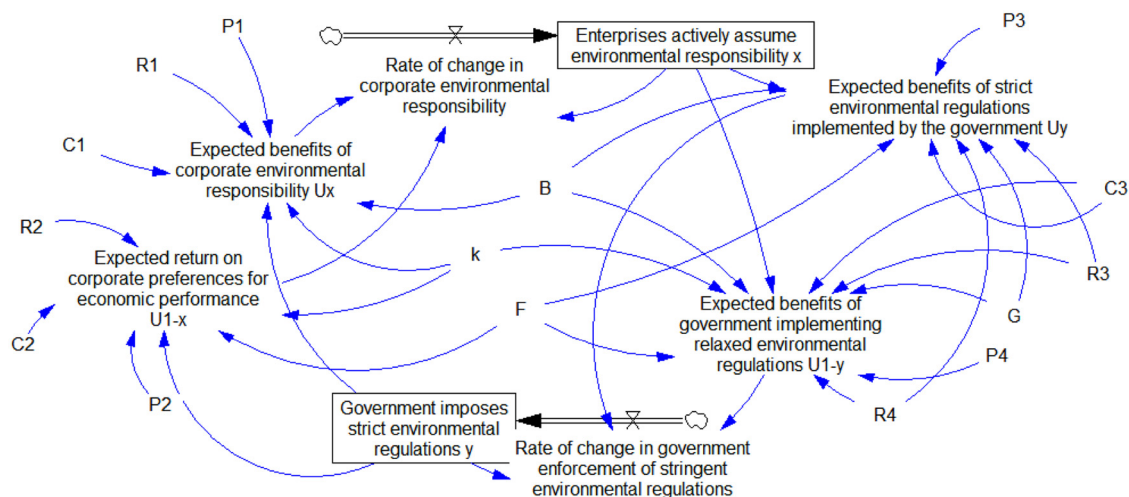 P1
P3
Enterprises actively assume
environmental responsibility x
R1
Rate of change in
corporate environmental
responsibility
Expected benefits of strict
environmental regulations
implemented by the government Uy
C1
Expected benefits of
corporate environmental
responsibility Ux
B
C3
R2
Expected return on
corporate preferences for
economic performance
U1-x
k
R3
Expected benefits of
government implementing
relaxed environmental
regulations U1-y
F
G
C2
P4
P2
R4
Government imposes
strict environmental
regulations y
Rate of change in government
enforcement of stringent
environmental regulations